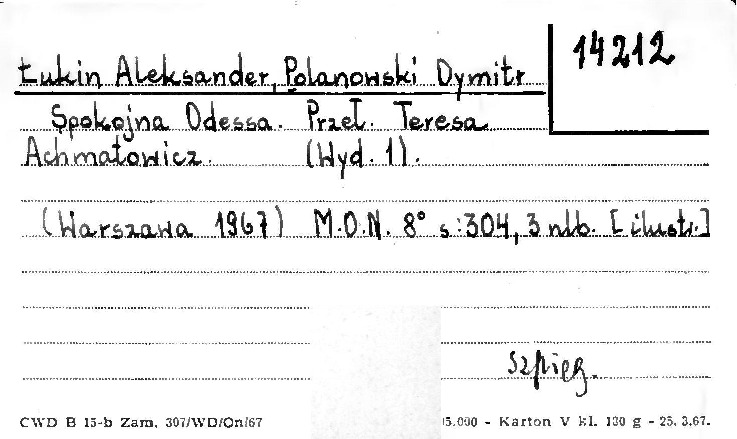 14212
Łukin Aleksander, Polanowski Dymitr
Spokojna Odessa. Przeł. Teresa
Achmatowicz. (Wyd. 1).
(Warszawa 1967) M.O.N. 8° s. 304, 3 nlb. [ilustr.]
Szpieg.
CWD B 15-b Zam. 307/WD/On/67 5.000 - Karton V kl. 130 g - 25. 3.67.